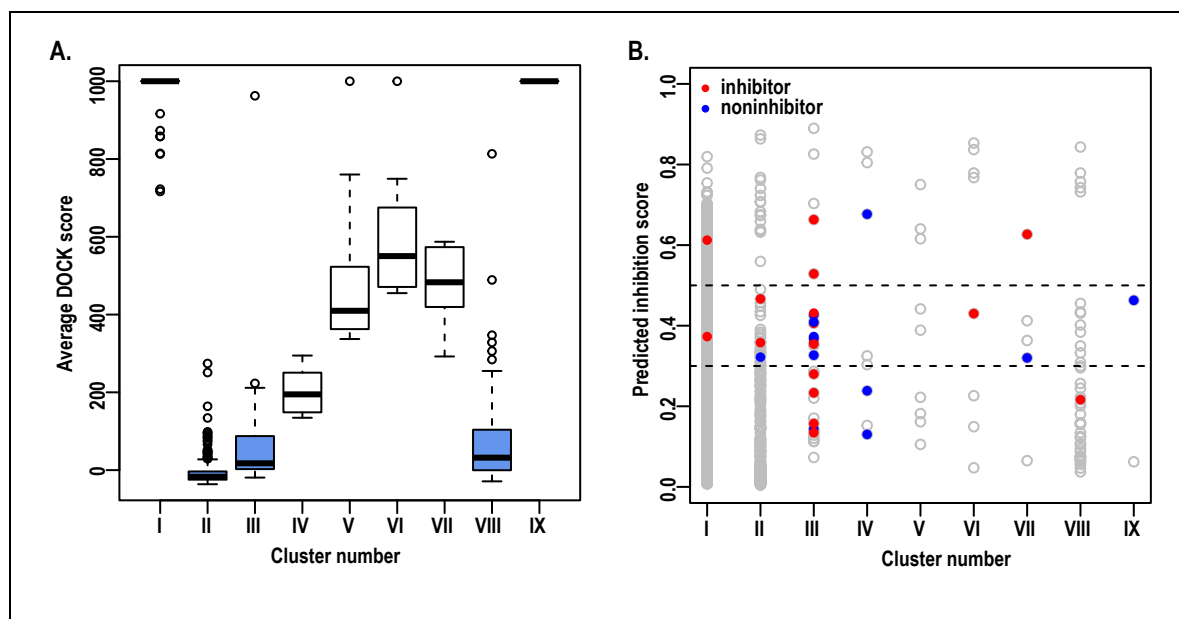 A.
Average DOCK score
1000
800
600
400
200
0
I II III IV V VI VII VIII IX
Cluster number
B.
inhibitor
noninhibitor
Predicted inhibition score
1.0
0.8
0.6
0.4
0.2
0.0
I II III IV V VI VII VIII IX
Cluster number